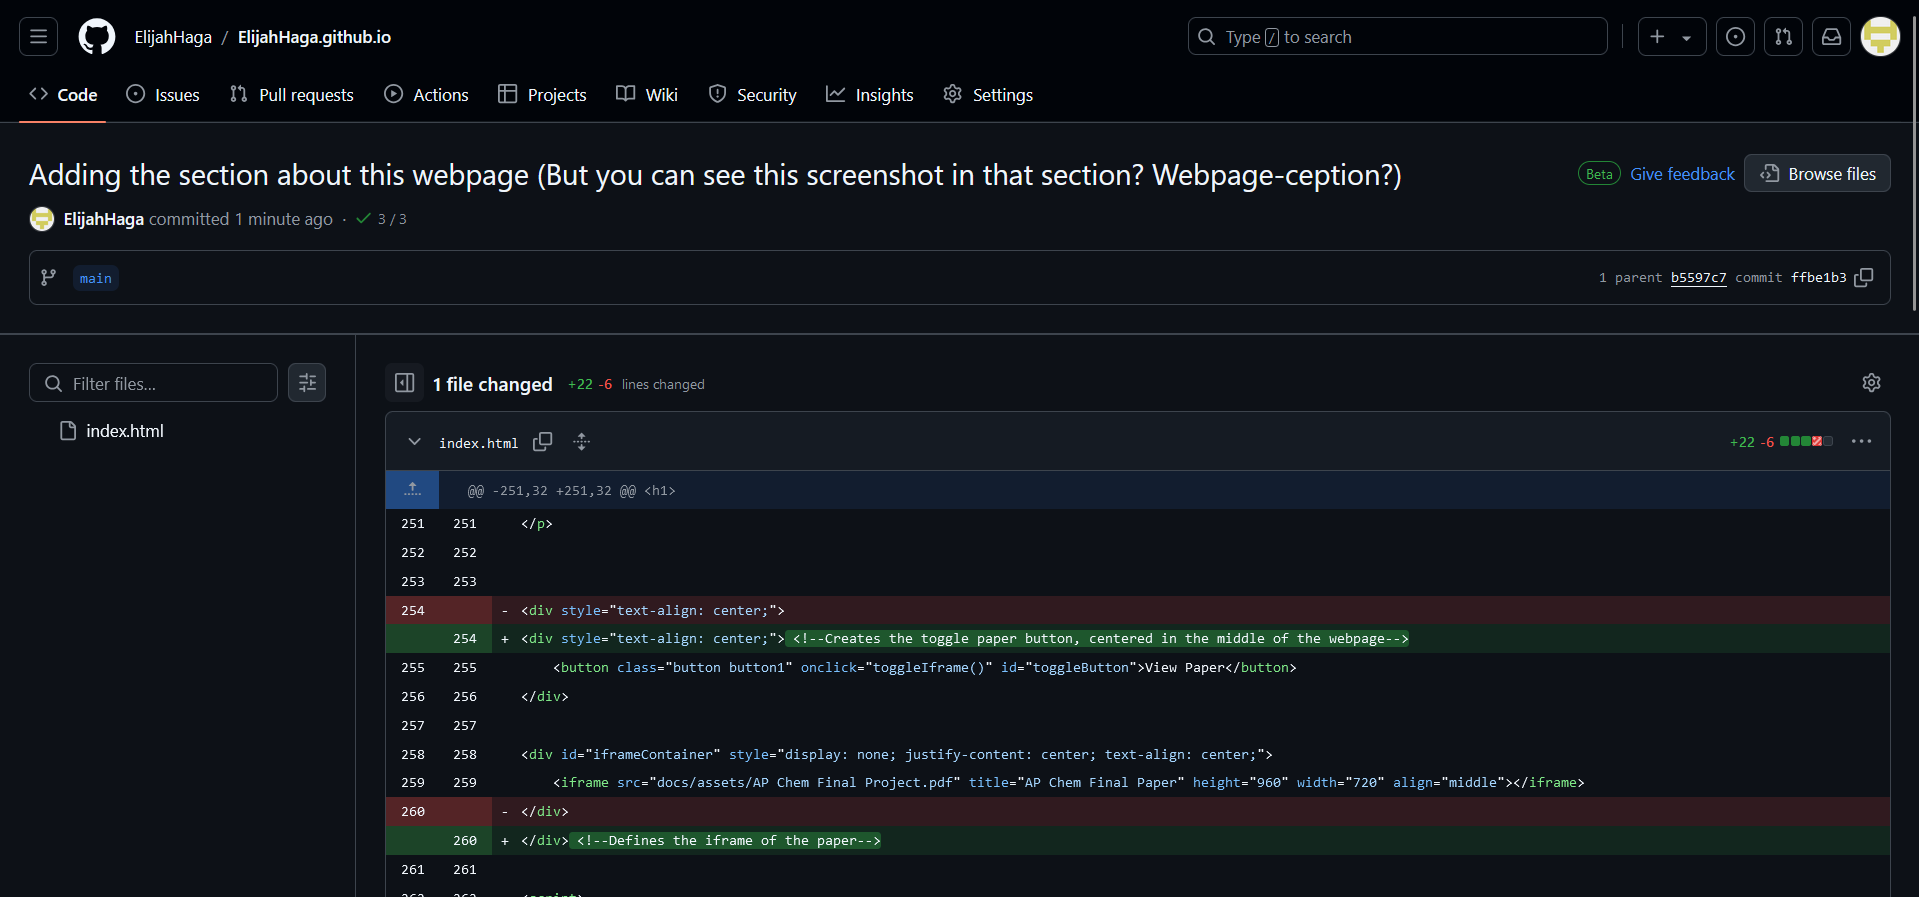 ElijahHaga / ElijahHaga.github.io
Type / to search
Code Issues Pull requests Actions Projects Wiki Security Insights Settings
Adding the section about this webpage (But you can see this screenshot in that section? Webpage-ception?)
Beta Give feedback Browse files
ElijahHaga committed 1 minute ago · 3 / 3
main
1 parent b5597c7 commit ffbe1b3
Filter files...
index.html
1 file changed +22 -6 lines changed
index.html
+22 -6
@@ -251,32 +251,32 @@ <h1>
251 251 </p>
252 252
253 253
254 - <div style="text-align: center;">
254 + <div style="text-align: center;"> <!--Creates the toggle paper button, centered in the middle of the webpage-->
255 255 <button class="button button1" onclick="toggleIframe()" id="toggleButton">View Paper</button>
256 256 </div>
257 257
258 258 <div id="iframeContainer" style="display: none; justify-content: center; text-align: center;">
259 259 <iframe src="docs/assets/AP Chem Final Project.pdf" title="AP Chem Final Paper" height="960" width="720" align="middle"></iframe>
260 - </div>
260 + </div> <!--Defines the iframe of the paper-->
261 261
262 262 <script>